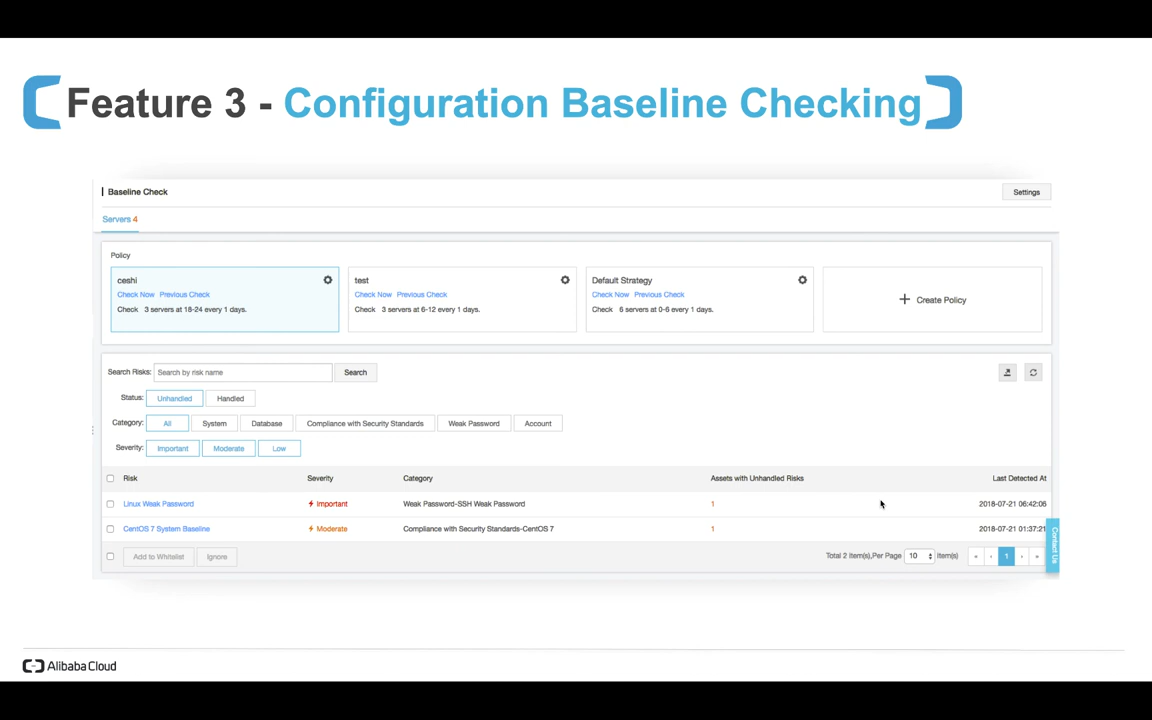 Feature 3 - Configuration Baseline Checking
Baseline Check
Settings
Servers 4
Policy
ceshi
Check Now Previous Check
Check 3 servers at 18-24 every 1 days.
test
Check Now Previous Check
Check 3 servers at 6-12 every 1 days.
Default Strategy
Check Now Previous Check
Check 6 servers at 0-6 every 1 days.
+ Create Policy
Search Risks: Search by risk name Search
Status: Unhandled Handled
Category: All System Database Compliance with Security Standards Weak Password Account
Severity: Important Moderate Low
Risk Severity Category Assets with Unhandled Risks Last Detected At
Linux Weak Password Important Weak Password-SSH Weak Password 1 2018-07-21 06:42:06
CentOS 7 System Baseline Moderate Compliance with Security Standards-CentOS 7 1 2018-07-21 01:37:21
Add to Whitelist Ignore Total 2 item(s),Per Page 10 item(s) « ‹ 1 › »
Contact Us
Alibaba Cloud